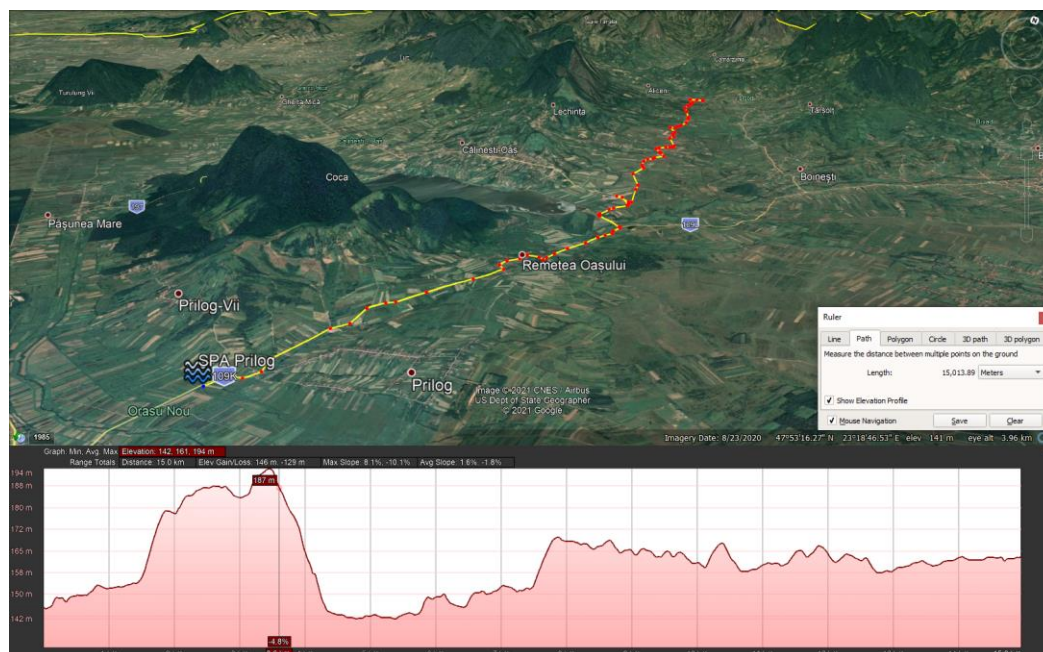 Turulung Vii
Gherța Mică
Lechința
Aliceni
Târșolț
Călinești-Oaș
Coca
Boinești
Pășunea Mare
Remetea Oașului
Prilog-Vii
SPA Prilog
109K
Prilog
Orașu Nou
Image © 2021 CNES / Airbus
US Dept of State Geographer
© 2021 Google
1985
Imagery Date: 8/23/2020 47°53'16.27" N 23°18'46.53" E elev 141 m eye alt 3.96 km
Ruler
Line Path Polygon Circle 3D path 3D polygon
Measure the distance between multiple points on the ground
Length: 15,013.89 Meters
Show Elevation Profile
Mouse Navigation Save Clear
Graph: Min, Avg, Max Elevation: 142, 161, 194 m
Range Totals: Distance: 15.0 km Elev Gain/Loss: 146 m, -129 m Max Slope: 8.1%, -10.1% Avg Slope: 1.6%, -1.8%
194 m
187 m
188 m
180 m
172 m
165 m
158 m
150 m
142 m
-4.8%